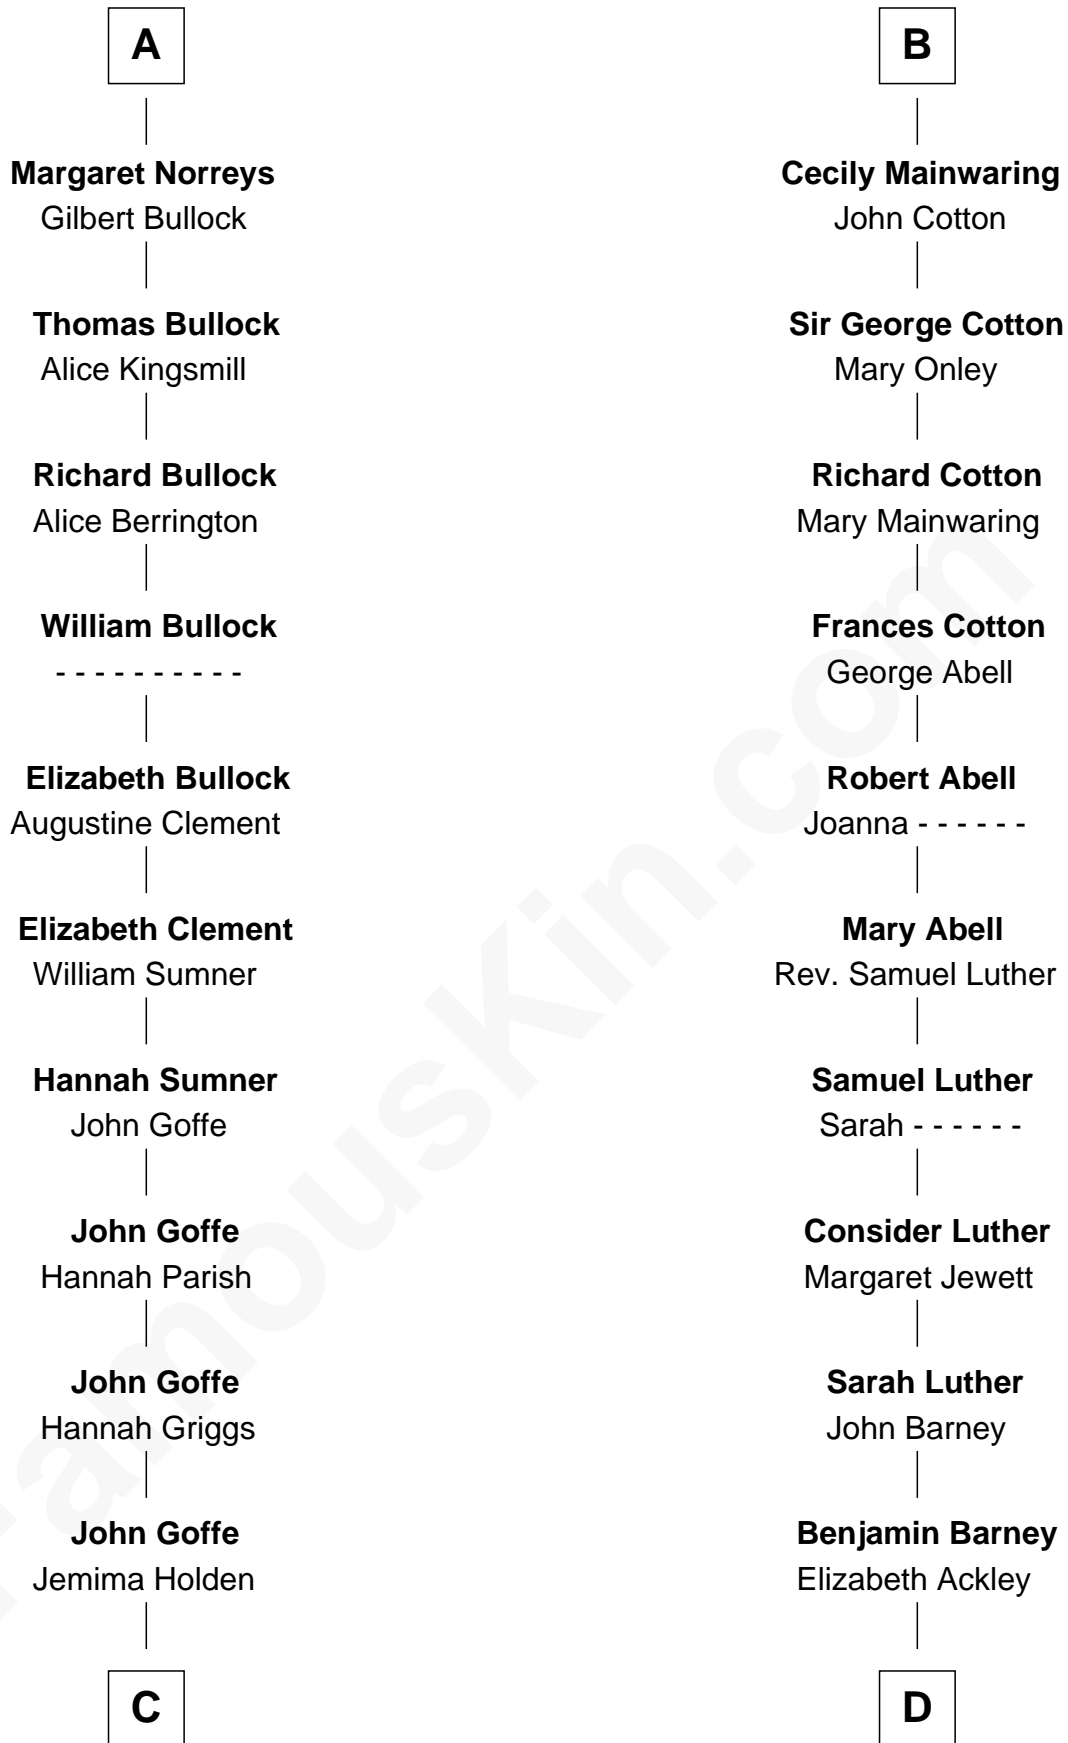 A
Margaret Norreys
Gilbert Bullock
Thomas Bullock
Alice Kingsmill
Richard Bullock
Alice Berrington
William Bullock
- - - - - - - - - -
Elizabeth Bullock
Augustine Clement
Elizabeth Clement
William Sumner
Hannah Sumner
John Goffe
John Goffe
Hannah Parish
John Goffe
Hannah Griggs
John Goffe
Jemima Holden
C
B
Cecily Mainwaring
John Cotton
Sir George Cotton
Mary Onley
Richard Cotton
Mary Mainwaring
Frances Cotton
George Abell
Robert Abell
Joanna - - - - - -
Mary Abell
Rev. Samuel Luther
Samuel Luther
Sarah - - - - - -
Consider Luther
Margaret Jewett
Sarah Luther
John Barney
Benjamin Barney
Elizabeth Ackley
D
FamousKin.com